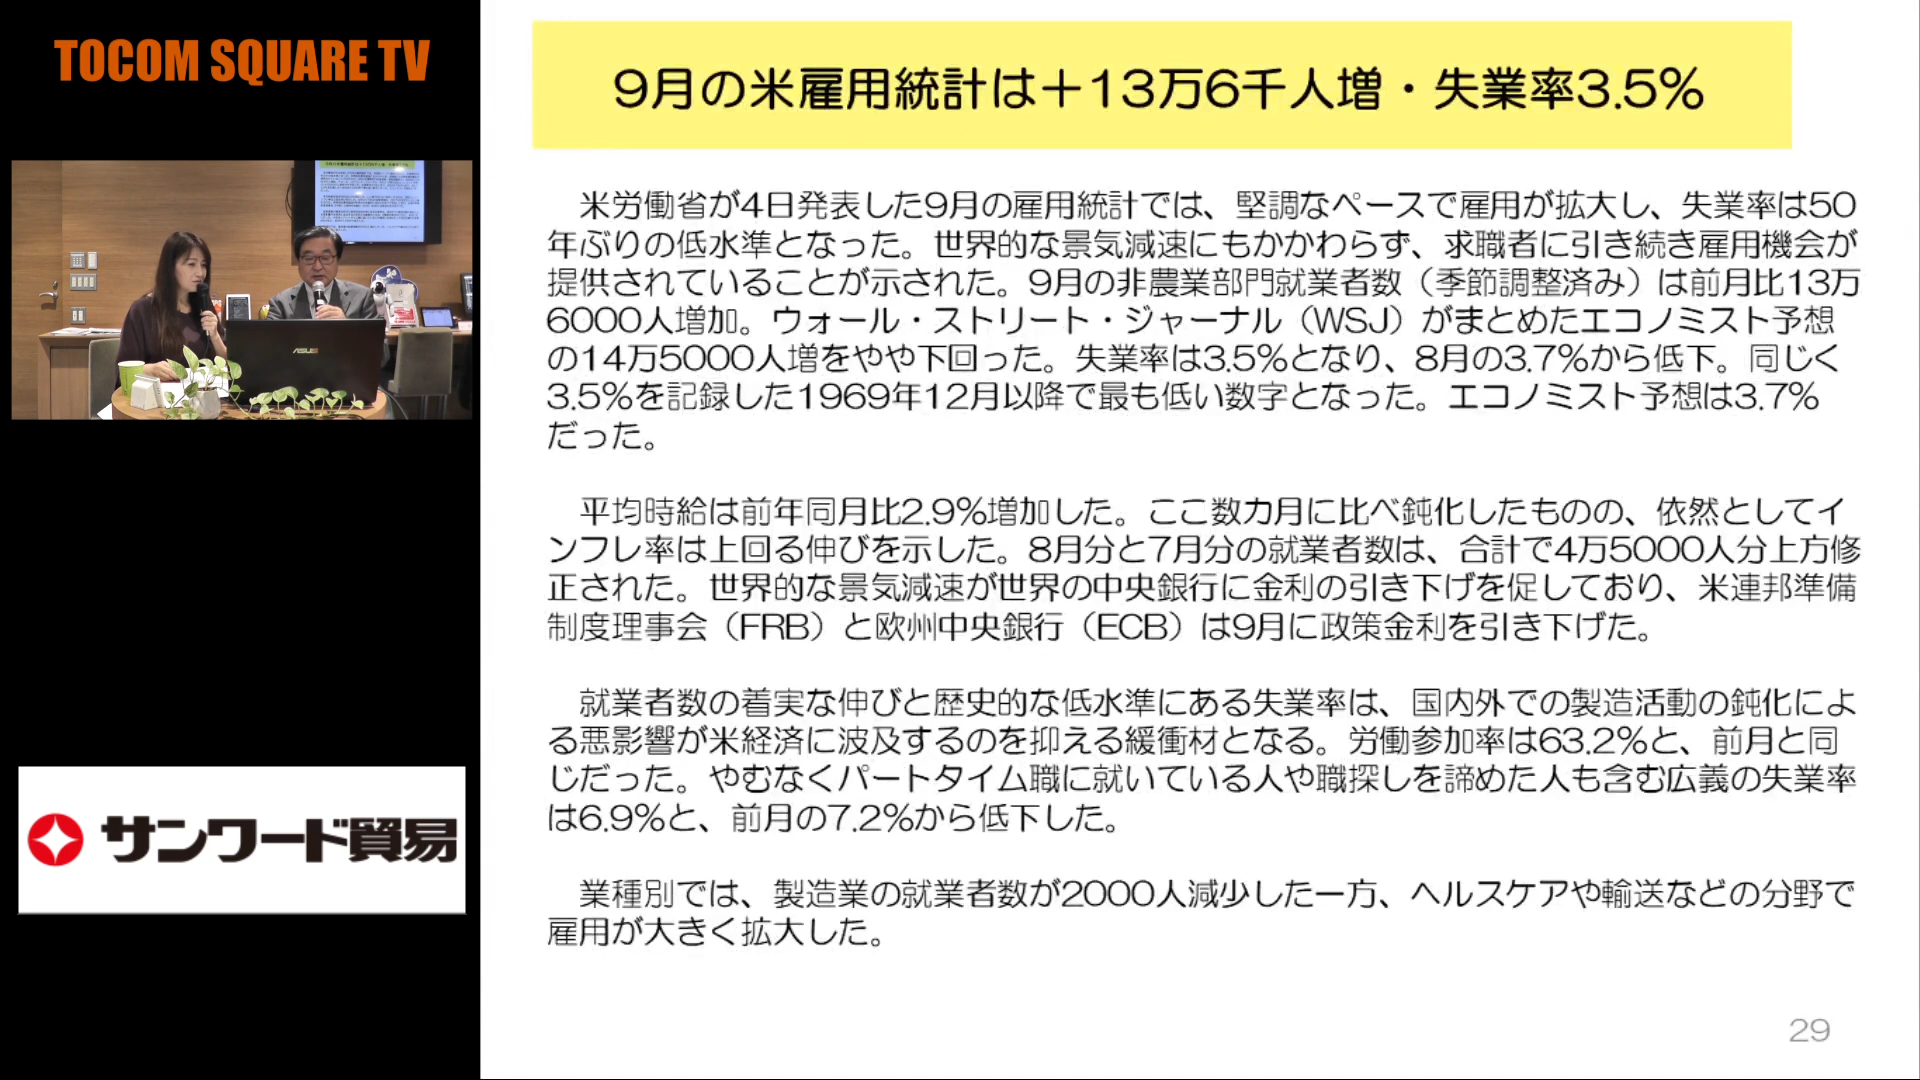 TOCOM SQUARE TV
9月の米雇用統計は＋13万6千人増・失業率3.5％
米労働省が4日発表した9月の雇用統計では、堅調なペースで雇用が拡大し、失業率は50
年ぶりの低水準となった。世界的な景気減速にもかかわらず、求職者に引き続き雇用機会が
提供されていることが示された。9月の非農業部門就業者数（季節調整済み）は前月比13万
6000人増加。ウォール・ストリート・ジャーナル（WSJ）がまとめたエコノミスト予想
の14万5000人増をやや下回った。失業率は3.5％となり、8月の3.7％から低下。同じく
3.5％を記録した1969年12月以降で最も低い数字となった。エコノミスト予想は3.7％
だった。
平均時給は前年同月比2.9％増加した。ここ数カ月に比べ鈍化したものの、依然としてイ
ンフレ率は上回る伸びを示した。8月分と7月分の就業者数は、合計で4万5000人分上方修
正された。世界的な景気減速が世界の中央銀行に金利の引き下げを促しており、米連邦準備
制度理事会（FRB）と欧州中央銀行（ECB）は9月に政策金利を引き下げた。
就業者数の着実な伸びと歴史的な低水準にある失業率は、国内外での製造活動の鈍化によ
る悪影響が米経済に波及するのを抑える緩衝材となる。労働参加率は63.2％と、前月と同
じだった。やむなくパートタイム職に就いている人や職探しを諦めた人も含む広義の失業率
は6.9％と、前月の7.2％から低下した。
業種別では、製造業の就業者数が2000人減少した一方、ヘルスケアや輸送などの分野で
雇用が大きく拡大した。
29
ASUS
サンワード貿易